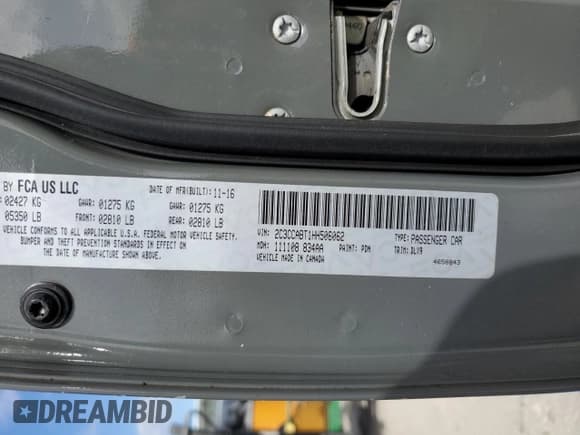 BY FCA US LLC
DATE OF MFR(BUILT): 11-16
02427 KG GAWR: 01275 KG GAWR: 01275 KG
05350 LB FRONT: 02810 LB REAR: 02810 LB
VEHICLE CONFORMS TO ALL APPLICABLE U.S.A. FEDERAL MOTOR VEHICLE SAFETY,
BUMPER AND THEFT PREVENTION STANDARDS IN EFFECT ON THE
DATE OF MANUFACTURE SHOWN ABOVE.
VIN: 2C3CCABT1HH506062 TYPE: PASSENGER CAR
MDH: 111108 834AA PAINT: PDN TRIM: DLX9
VEHICLE MADE IN CANADA 4658843
DREAMBID